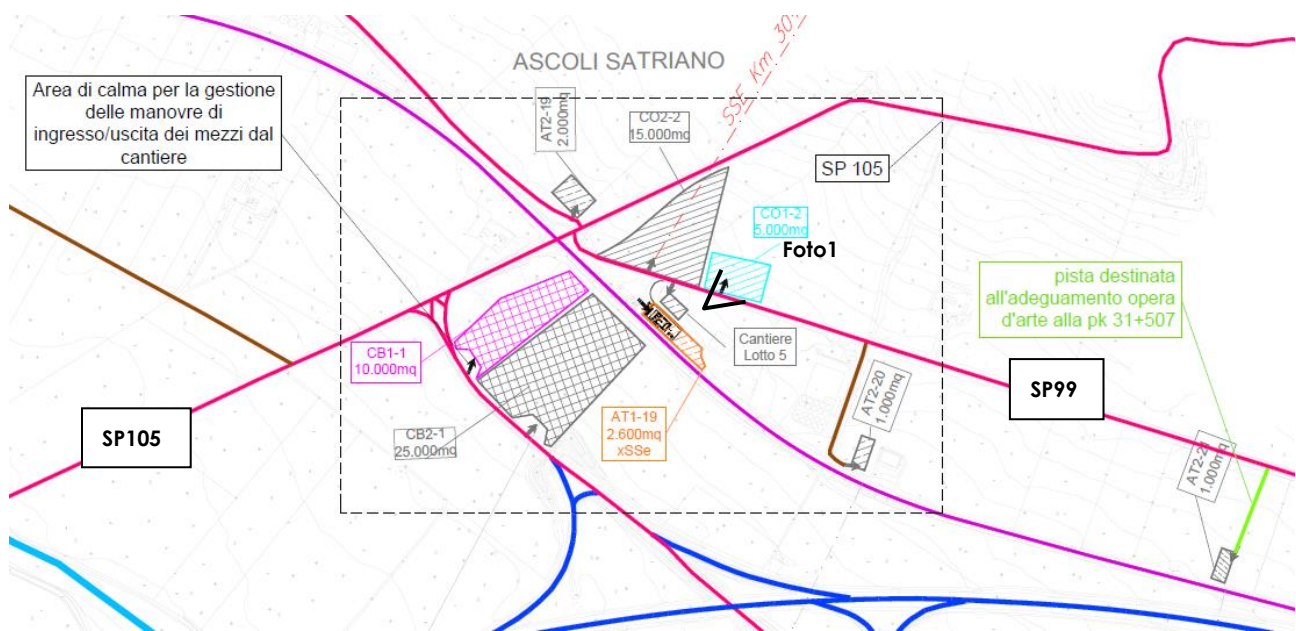 ASCOLI SATRIANO
SSE Km 30
Area di calma per la gestione
delle manovre di
ingresso/uscita dei mezzi dal
cantiere
AT2-19
2.000mq
CO2-2
15.000mq
SP 105
CO1-2
5.000mq
Foto1
pista destinata
all'adeguamento opera
d'arte alla pk 31+507
Cantiere
Lotto 5
CB1-1
10.000mq
SP99
AT2-20
1.000mq
SP105
CB2-1
25.000mq
AT1-19
2.600mq
xSSe
AT2-21
1.000mq